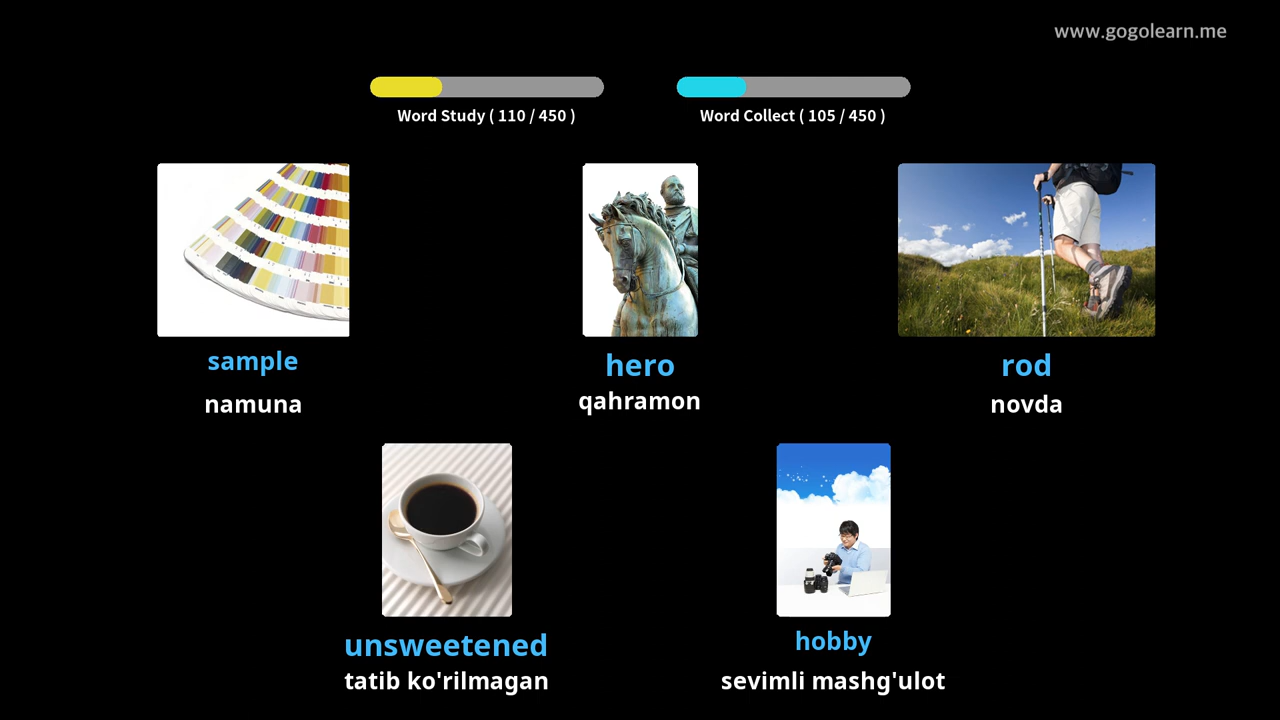 www.gogolearn.me
Word Study ( 110 / 450 )
Word Collect ( 105 / 450 )
sample
namuna
hero
qahramon
rod
novda
unsweetened
tatib ko'rilmagan
hobby
sevimli mashg'ulot